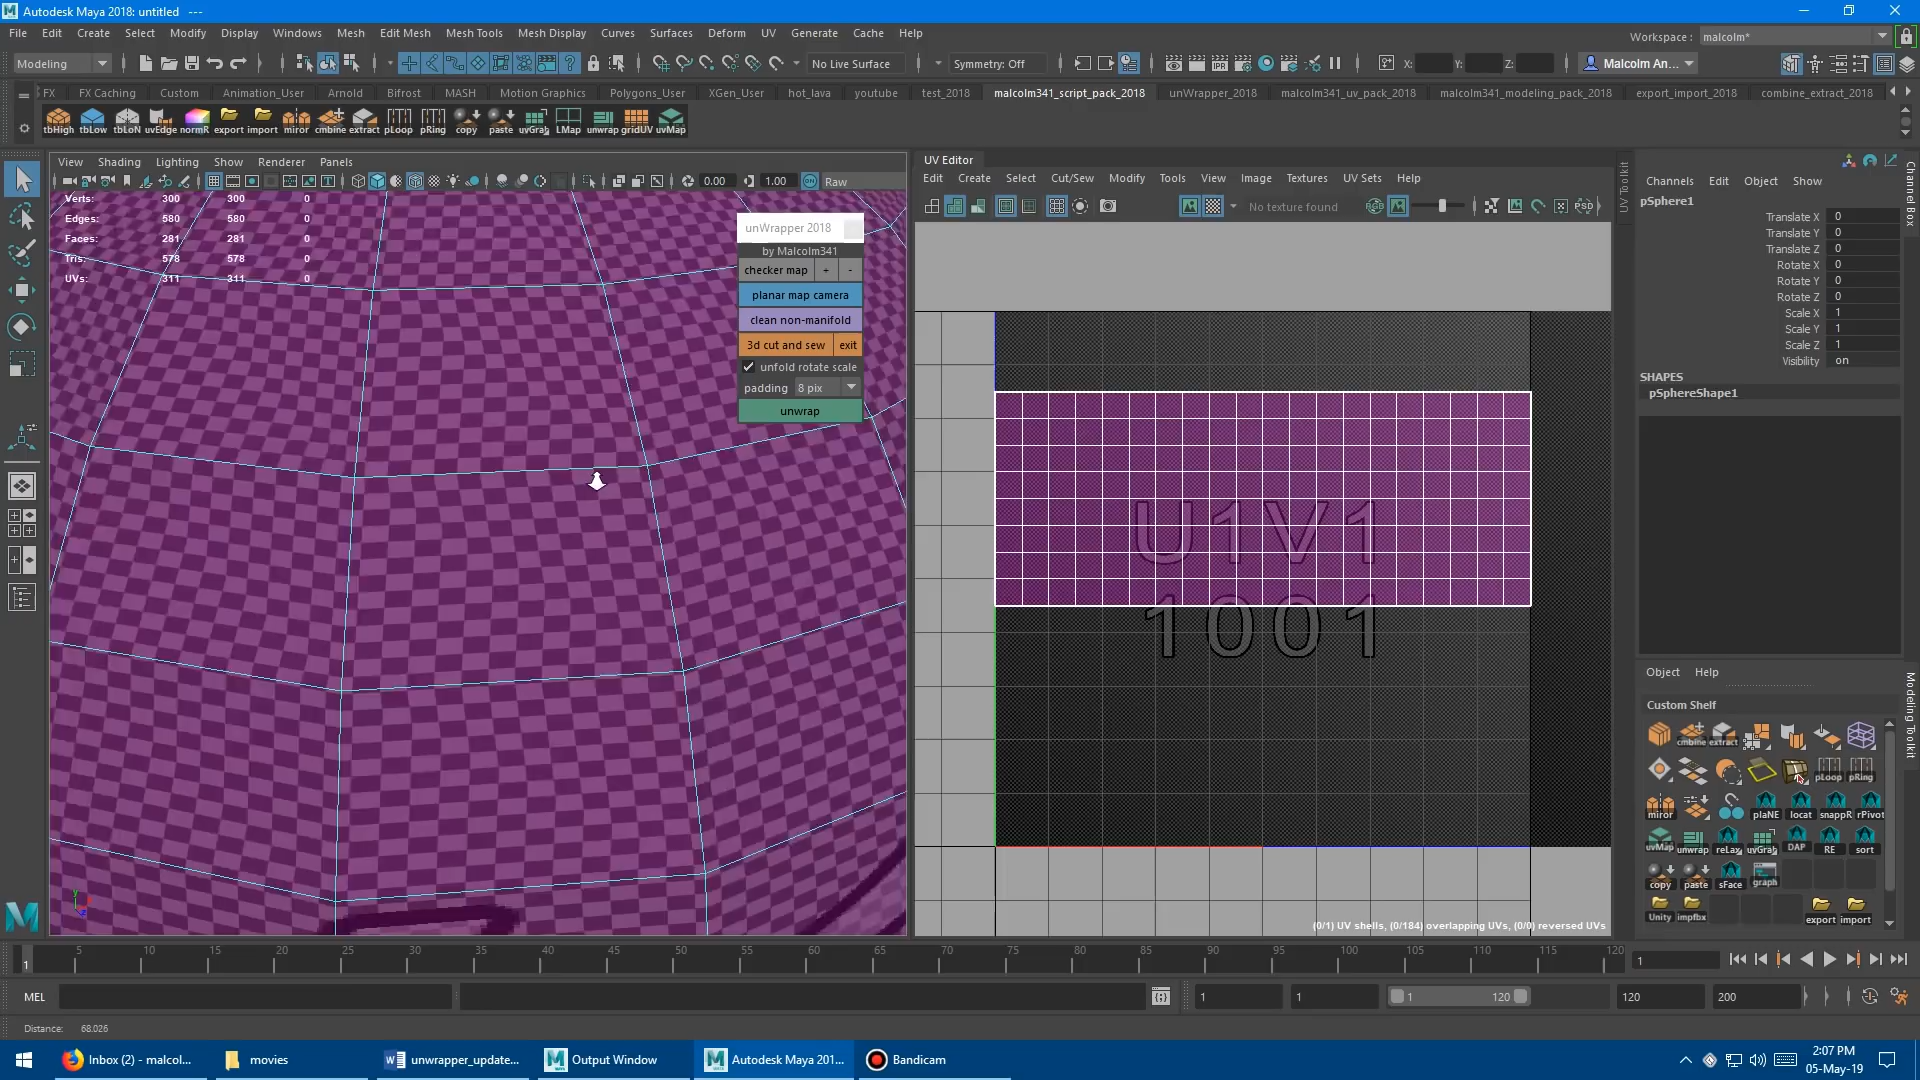 Autodesk Maya 2018: untitled   ---
File Edit Create Select Modify Display Windows Mesh Edit Mesh Mesh Tools Mesh Display Curves Surfaces Deform UV Generate Cache Help
Workspace : malcolm*
Modeling No Live Surface Symmetry: Off X: Y: Z: Malcolm An...
FX FX Caching Custom Animation_User Arnold Bifrost MASH Motion Graphics Polygons_User XGen_User hot_lava youtube test_2018 malcolm341_script_pack_2018 unWrapper_2018 malcolm341_uv_pack_2018 malcolm341_modeling_pack_2018 export_import_2018 combine_extract_2018
tbHigh tbLow tbLoN uvEdge normR export import miror cmbine extract pLoop pRing copy paste uvGrab LMap unwrap gridUV uvMap
View Shading Lighting Show Renderer Panels
0.00 1.00 Raw
Verts: 300 300 0
Edges: 580 580 0
Faces: 281 281 0
Tris: 578 578 0
UVs: 311 311 0
unWrapper 2018
by Malcolm341
checker map + -
planar map camera
clean non-manifold
3d cut and sew exit
unfold rotate scale
padding 8 pix
unwrap
UV Editor
Edit Create Select Cut/Sew Modify Tools View Image Textures UV Sets Help
No texture found
RGB PSD
U1V1
1001
(0/1) UV shells, (0/184) overlapping UVs, (0/0) reversed UVs
UV Toolkit
Channels Edit Object Show
pSphere1
Translate X 0
Translate Y 0
Translate Z 0
Rotate X 0
Rotate Y 0
Rotate Z 0
Scale X 1
Scale Y 1
Scale Z 1
Visibility on
SHAPES
pSphereShape1
Channel Box
Object Help
Custom Shelf
cmbine extract
pLoop pRing
miror plaNE locat snappR rPivot
uvMap unwrap reLax uvGrab DAP RE sort
copy paste sFace graph
Unity impfbx export import
Modeling Toolkit
5 10 15 20 25 30 35 40 45 50 55 60 65 70 75 80 85 90 95 100 105 110 115 120
1 1
MEL 1 1 1 120 120 200
Distance: 68.026
Inbox (2) - malcol... movies unwrapper_update... Output Window Autodesk Maya 201... Bandicam
2:07 PM
05-May-19